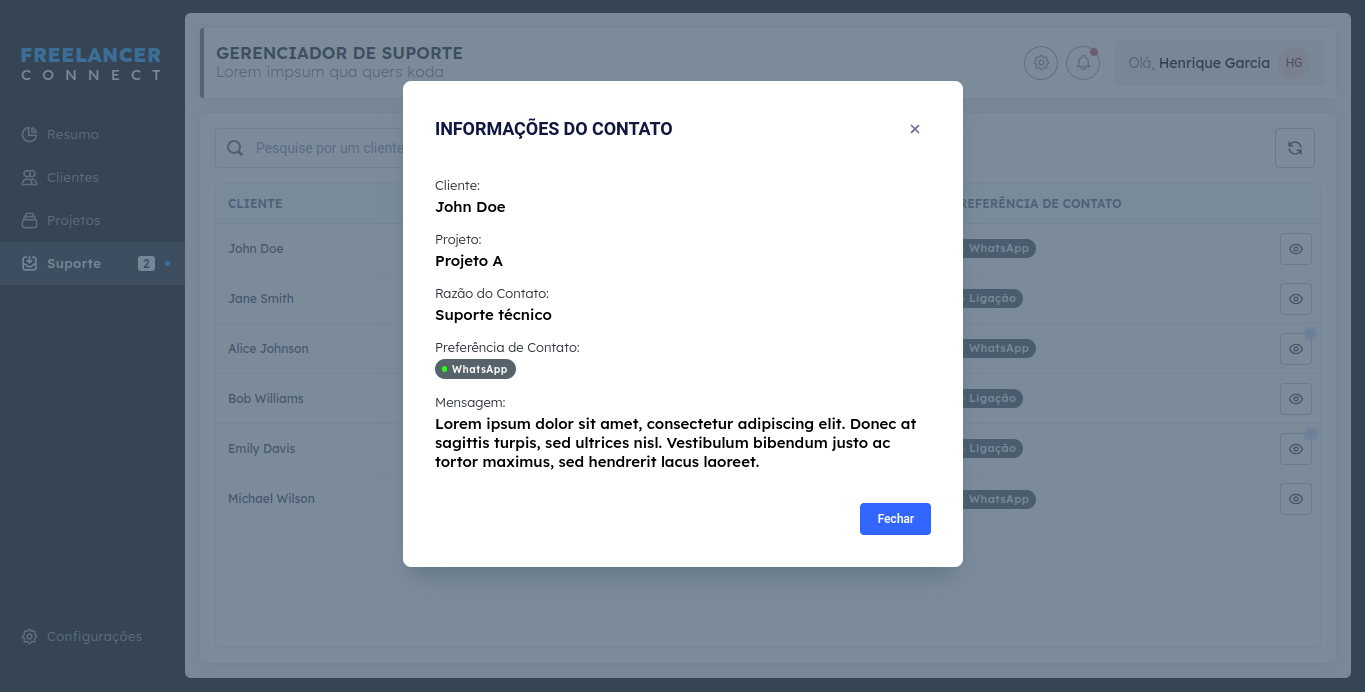 FREELANCER
CONNECT
Resumo
Clientes
Projetos
Suporte 2
Configurações
GERENCIADOR DE SUPORTE
Lorem impsum qua quers koda
Olá, Henrique Garcia HG
Pesquise por um cliente
CLIENTE
REFERÊNCIA DE CONTATO
John Doe WhatsApp
Jane Smith Ligação
Alice Johnson WhatsApp
Bob Williams Ligação
Emily Davis Ligação
Michael Wilson WhatsApp
INFORMAÇÕES DO CONTATO
Cliente:
John Doe
Projeto:
Projeto A
Razão do Contato:
Suporte técnico
Preferência de Contato:
WhatsApp
Mensagem:
Lorem ipsum dolor sit amet, consectetur adipiscing elit. Donec at
sagittis turpis, sed ultrices nisl. Vestibulum bibendum justo ac
tortor maximus, sed hendrerit lacus laoreet.
Fechar